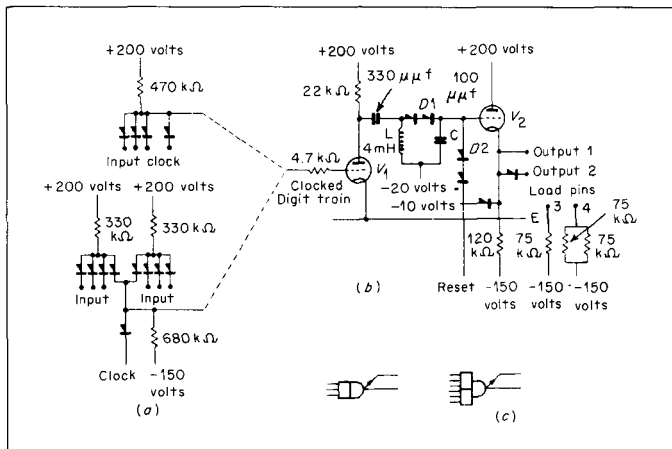 +200 volts
470 kΩ
Input clock
+200 volts +200 volts
330 kΩ
330 kΩ
Input Input
680 kΩ
Clock
-150 volts
(a)
4.7 kΩ
Clocked Digit train
+200 volts
22 kΩ
330 μμf
V1
L
4 mH
D1
C
-20 volts
-10 volts
(b)
+200 volts
100 μμf
V2
D2
Output 1
Output 2
Load pins
E
3
4
75 kΩ
120 kΩ
75 kΩ
75 kΩ
Reset
-150 volts
-150 volts
-150 volts
(c)